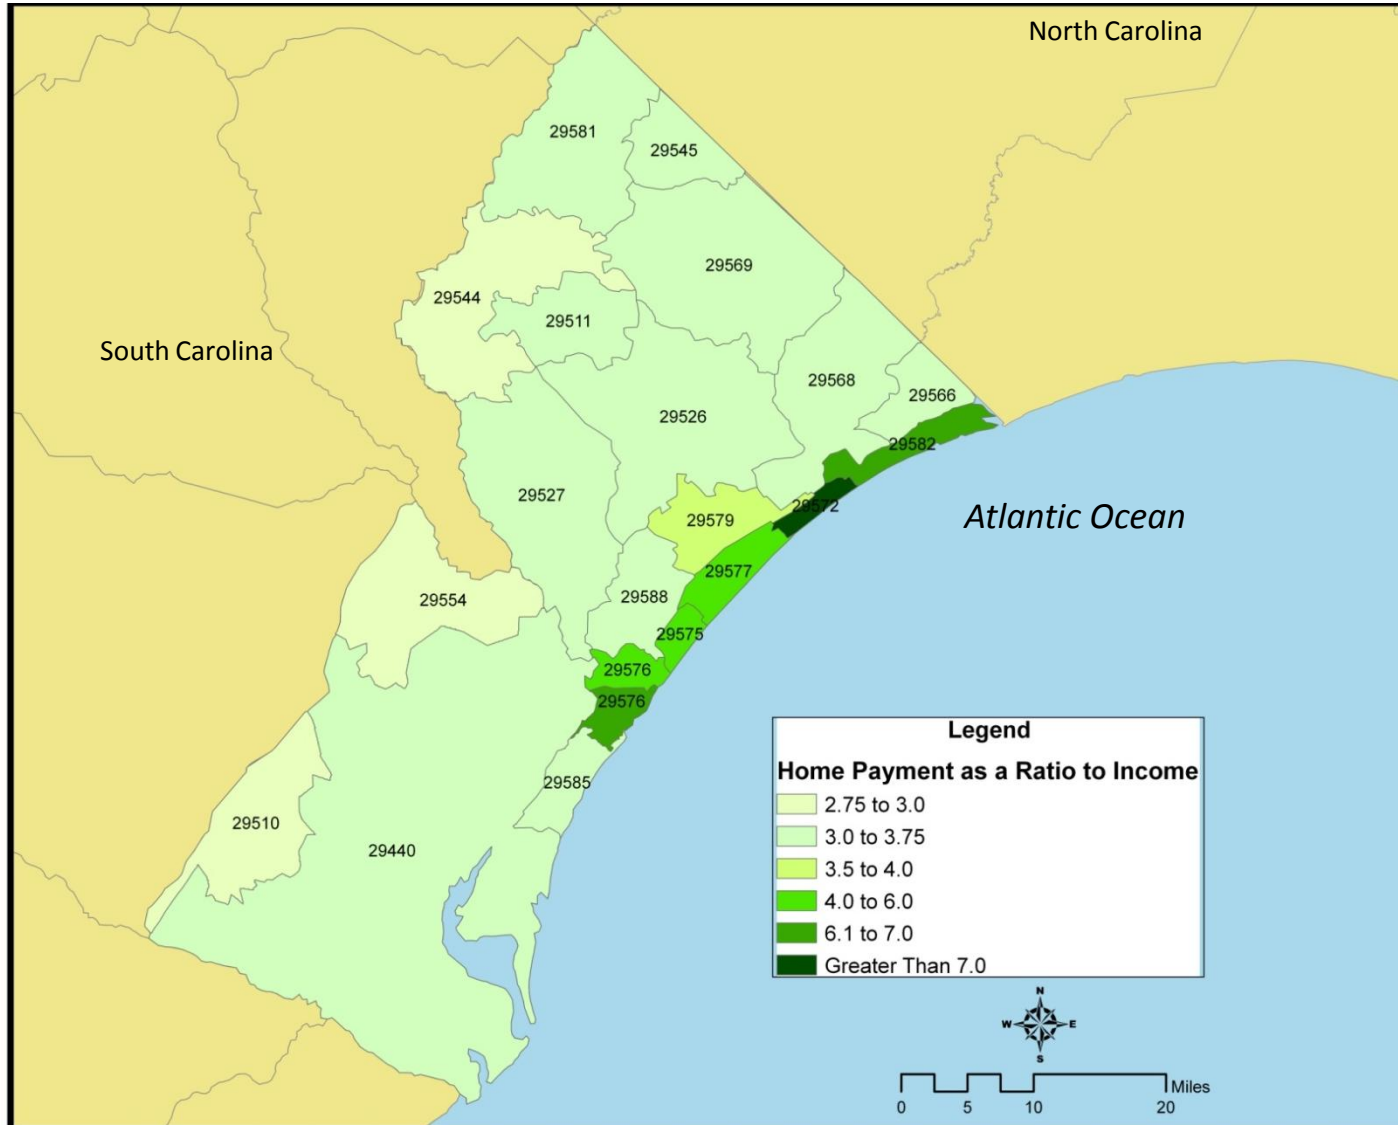 North Carolina
29581
29545
29569
29544
29511
South Carolina
29568
29566
29526
29582
29527
29572
29579
Atlantic Ocean
29577
29588
29554
29575
29576
29576
29585
29510
29440
Legend
Home Payment as a Ratio to Income
2.75 to 3.0
3.0 to 3.75
3.5 to 4.0
4.0 to 6.0
6.1 to 7.0
Greater Than 7.0
N
W E
S
Miles
0 5 10 20